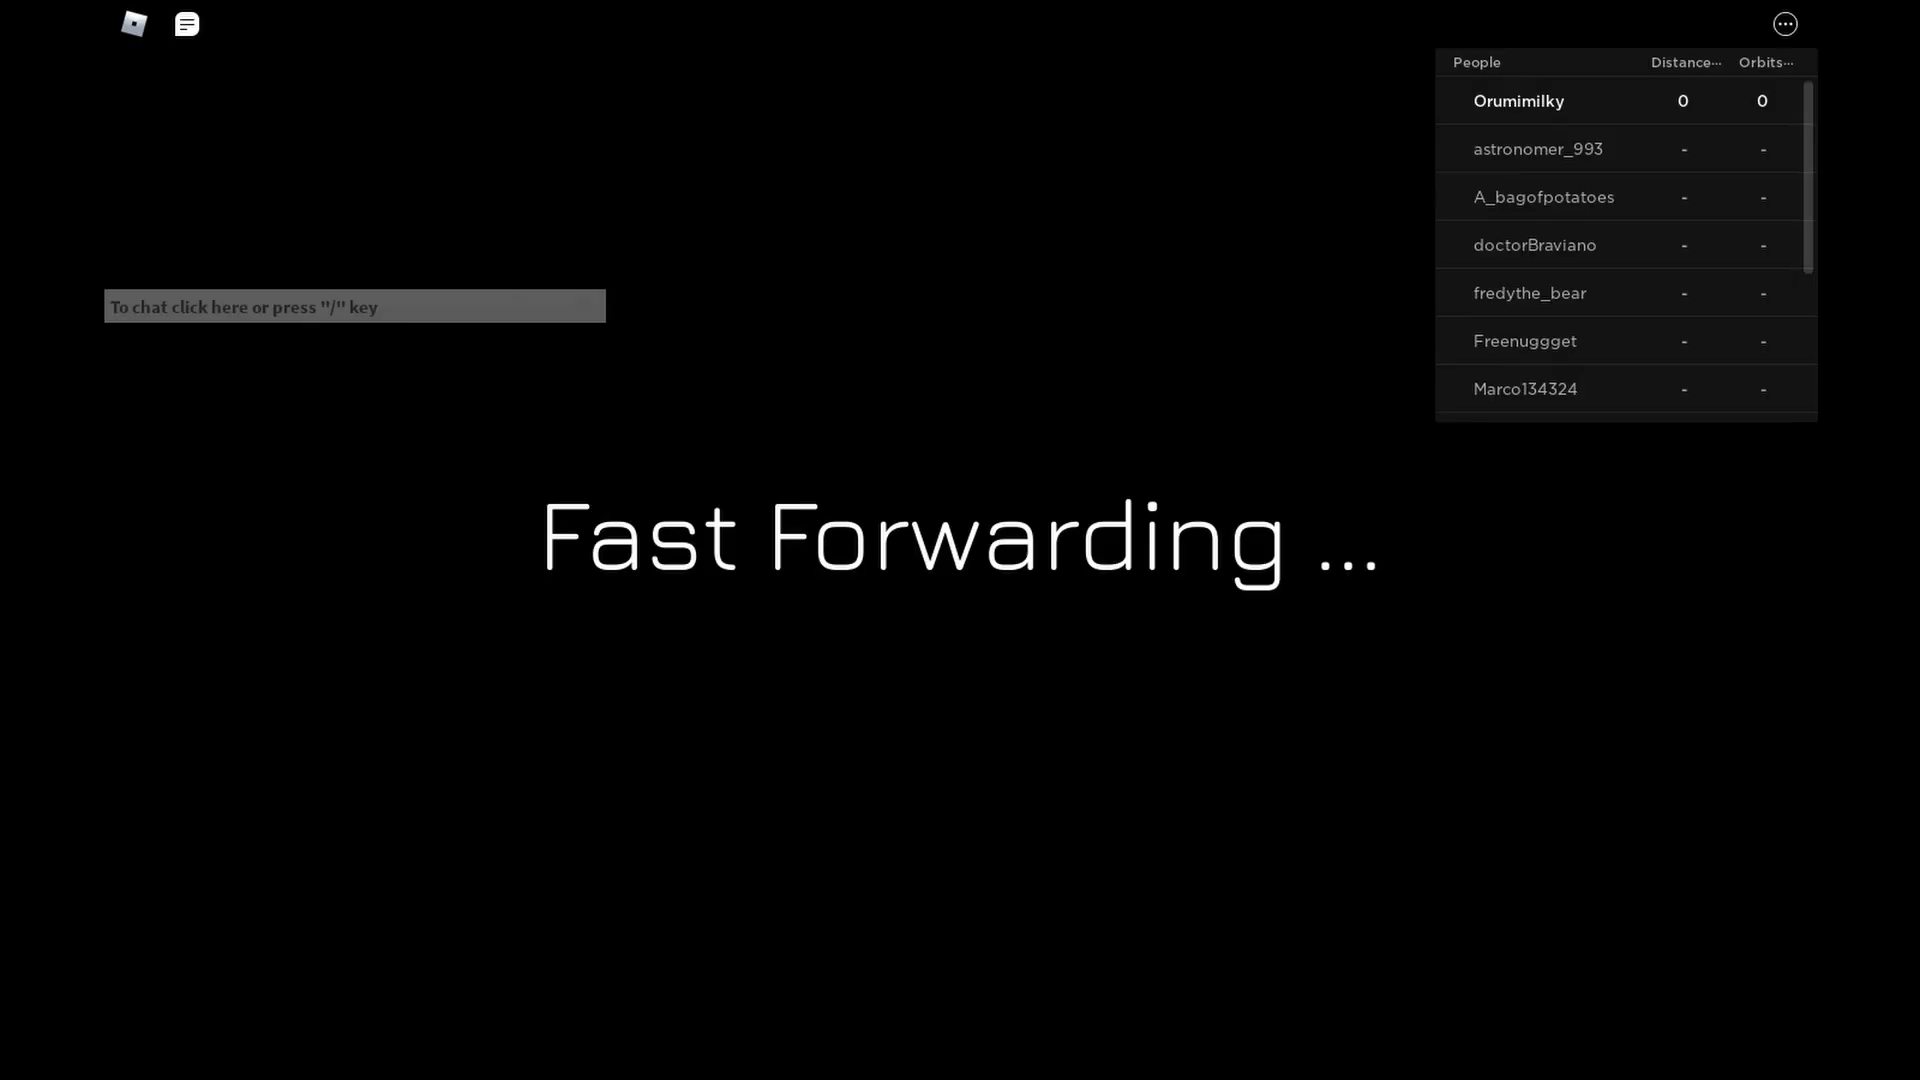 People Distance... Orbits...
Orumimilky 0 0
astronomer_993 - -
A_bagofpotatoes - -
doctorBraviano - -
fredythe_bear - -
To chat click here or press "/" key
Freenuggget - -
Marco134324 - -
Fast Forwarding ...